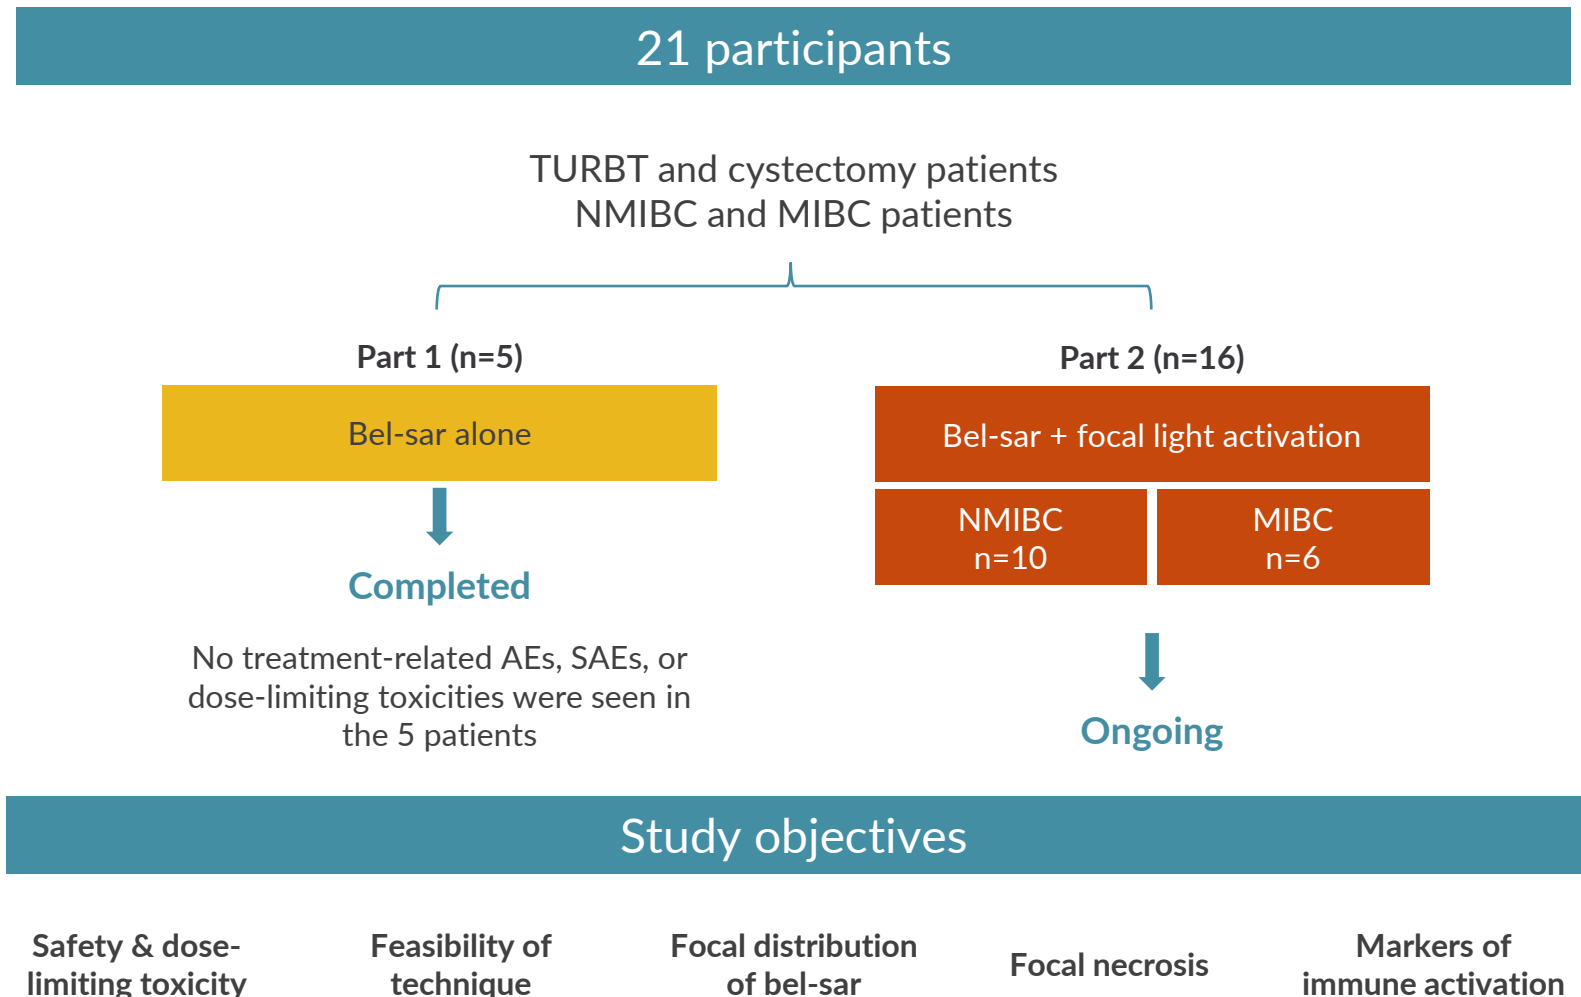 21 participants
TURBT and cystectomy patients
NMIBC and MIBC patients
Part 1 (n=5)
Bel-sar alone
Completed
No treatment-related AEs, SAEs, or
dose-limiting toxicities were seen in
the 5 patients
Part 2 (n=16)
Bel-sar + focal light activation
NMIBC
n=10
MIBC
n=6
Ongoing
Study objectives
Safety & dose-
limiting toxicity
Feasibility of
technique
Focal distribution
of bel-sar
Focal necrosis
Markers of
immune activation